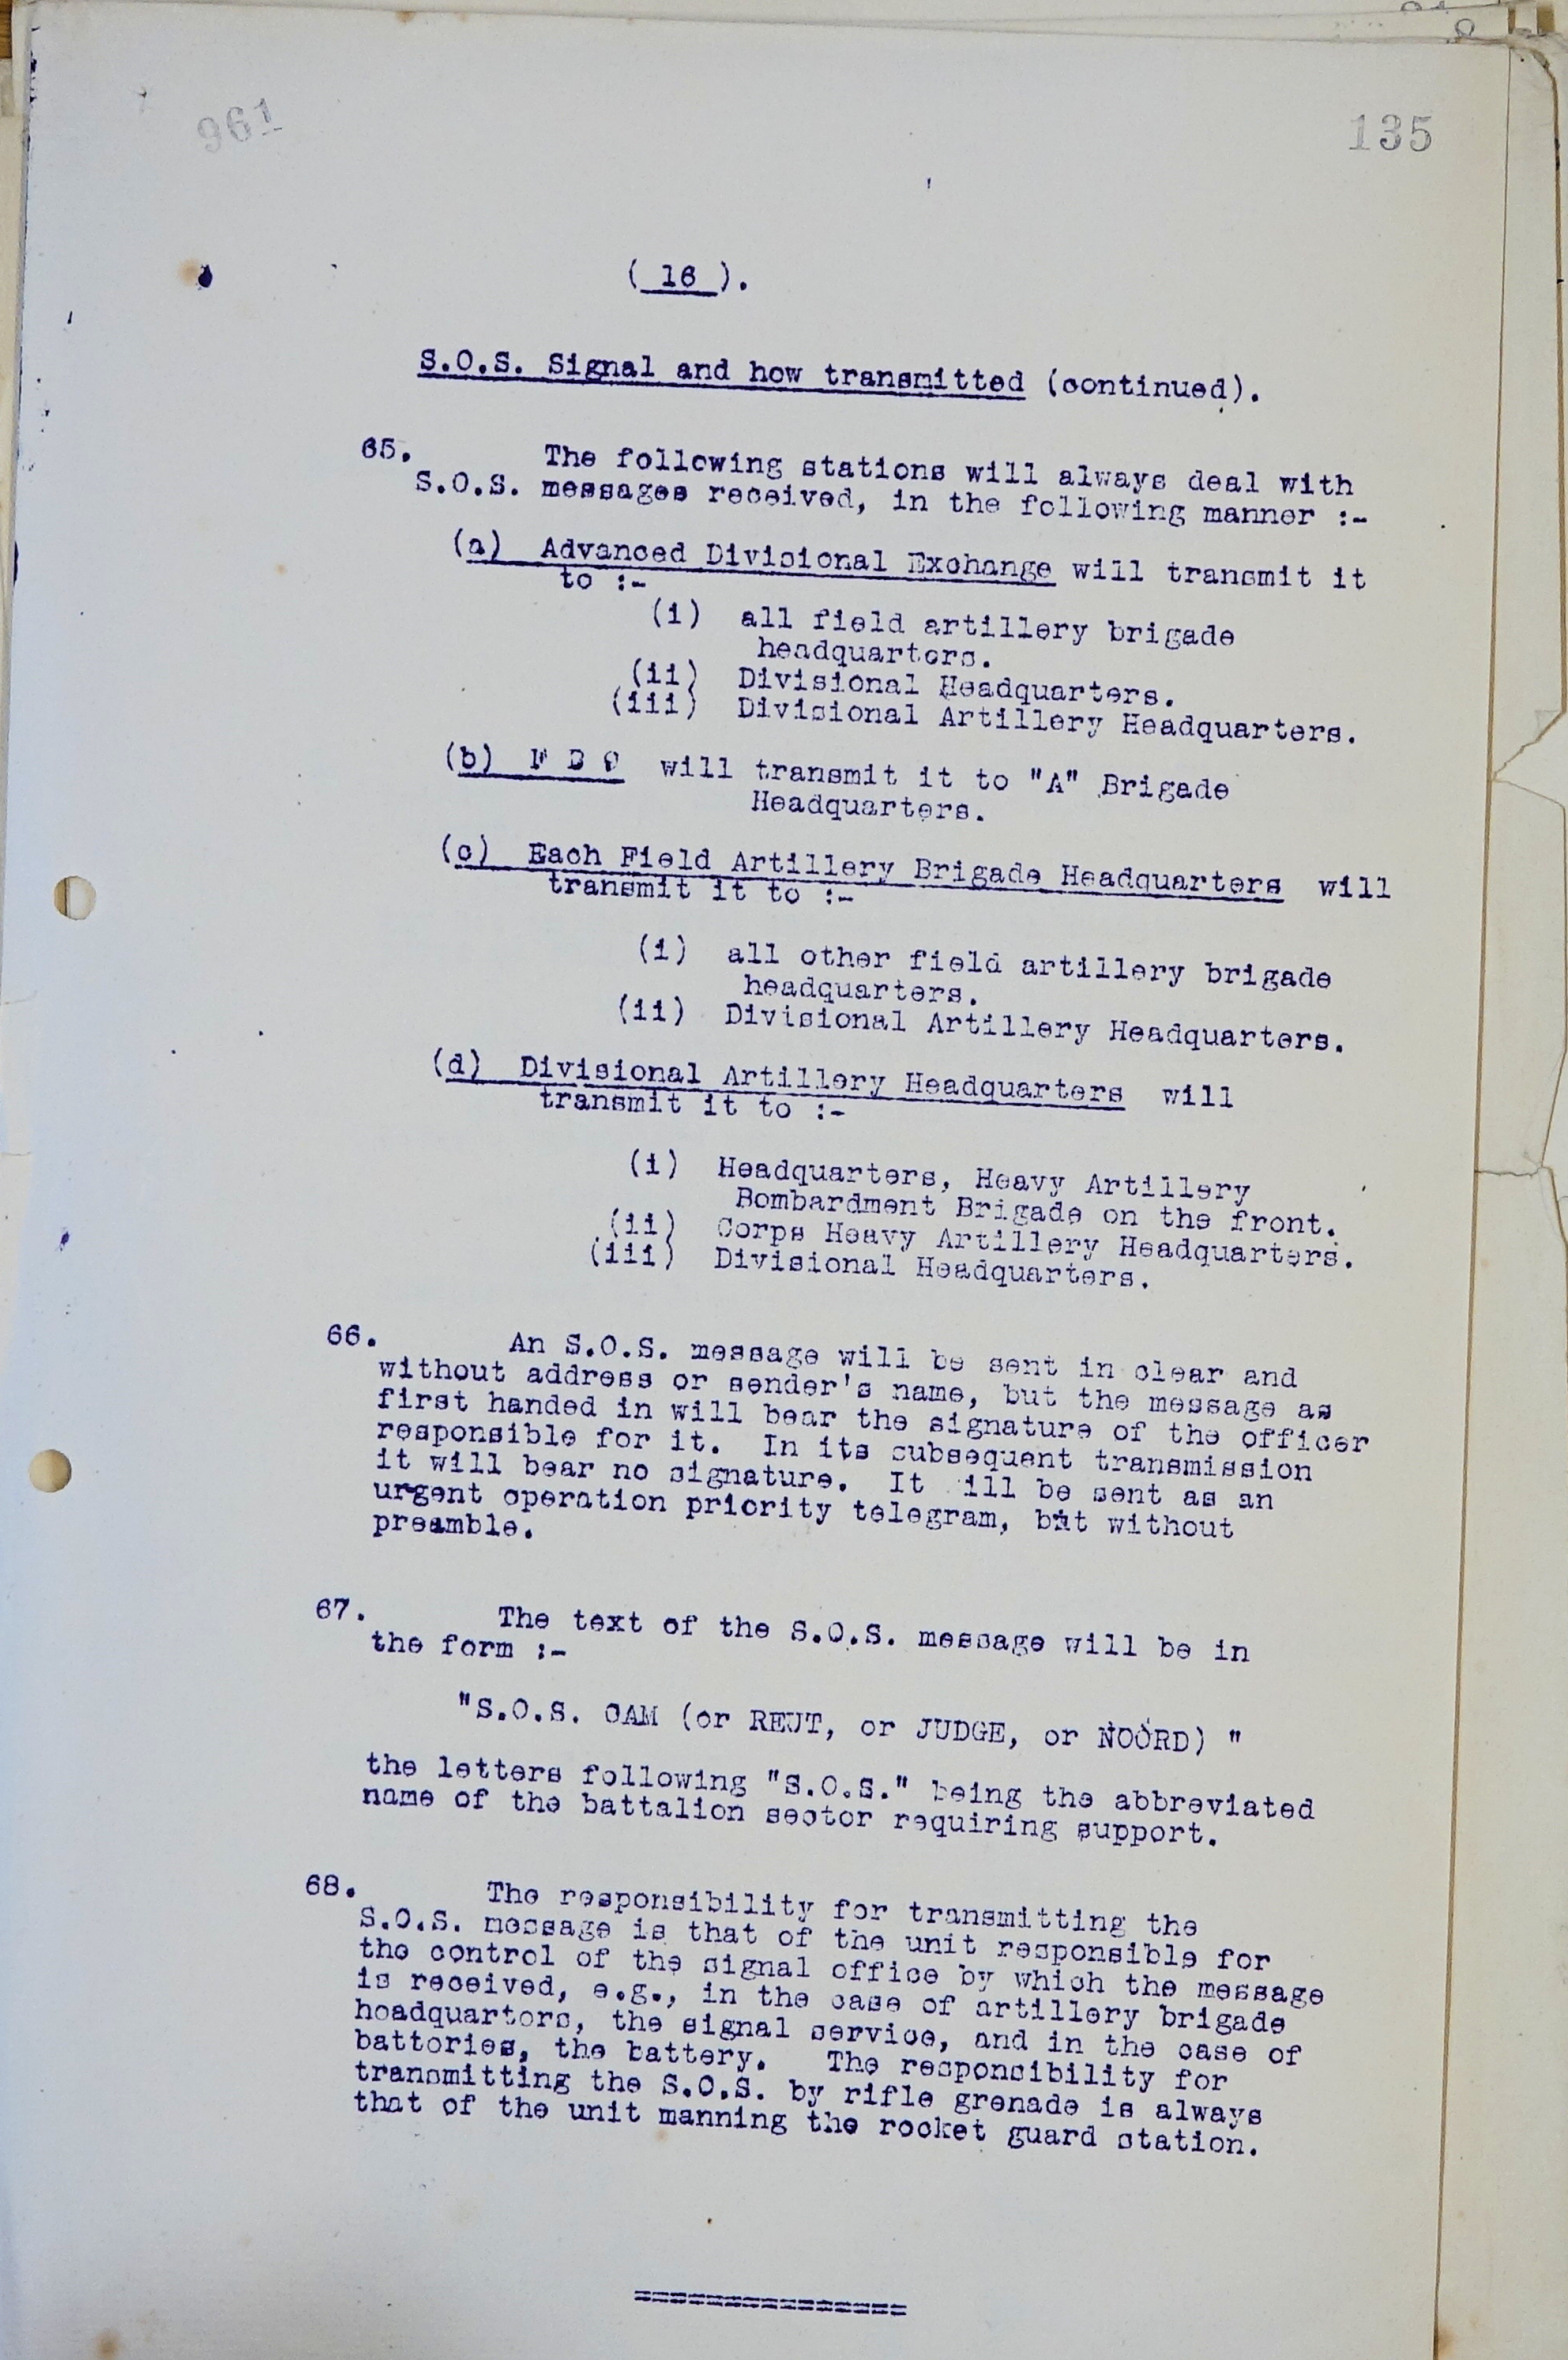 961
135
( 16 ).
S.O.S. Signal and how transmitted (continued).
65. The following stations will always deal with
S.O.S. messages received, in the following manner :-
(a) Advanced Divisional Exchange will transmit it
to :-
(i) all field artillery brigade
headquarters.
(ii) Divisional Headquarters.
(iii) Divisional Artillery Headquarters.
(b) will transmit it to "A" Brigade
Headquarters.
(c) Each Field Artillery Brigade Headquarters will
transmit it to :-
(i) all other field artillery brigade
headquarters.
(ii) Divisional Artillery Headquarters.
(d) Divisional Artillery Headquarters will
transmit it to :-
(i) Headquarters, Heavy Artillery
Bombardment Brigade on the front.
(ii) Corps Heavy Artillery Headquarters.
(iii) Divisional Headquarters.
66. An S.O.S. message will be sent in clear and
without address or sender's name, but the message as
first handed in will bear the signature of the officer
responsible for it. In its subsequent transmission
it will bear no signature. It ill be sent as an
urgent operation priority telegram, but without
preamble.
67. The text of the S.O.S. message will be in
the form :-
"S.O.S. CAM (or REUT, or JUDGE, or NOORD) "
the letters following "S.O.S." being the abbreviated
name of the battalion sector requiring support.
68. The responsibility for transmitting the
S.O.S. message is that of the unit responsible for
the control of the signal office by which the message
is received, e.g., in the case of artillery brigade
headquarters, the signal service, and in the case of
batteries, the battery. The responsibility for
transmitting the S.O.S. by rifle grenade is always
that of the unit manning the rocket guard station.
===============